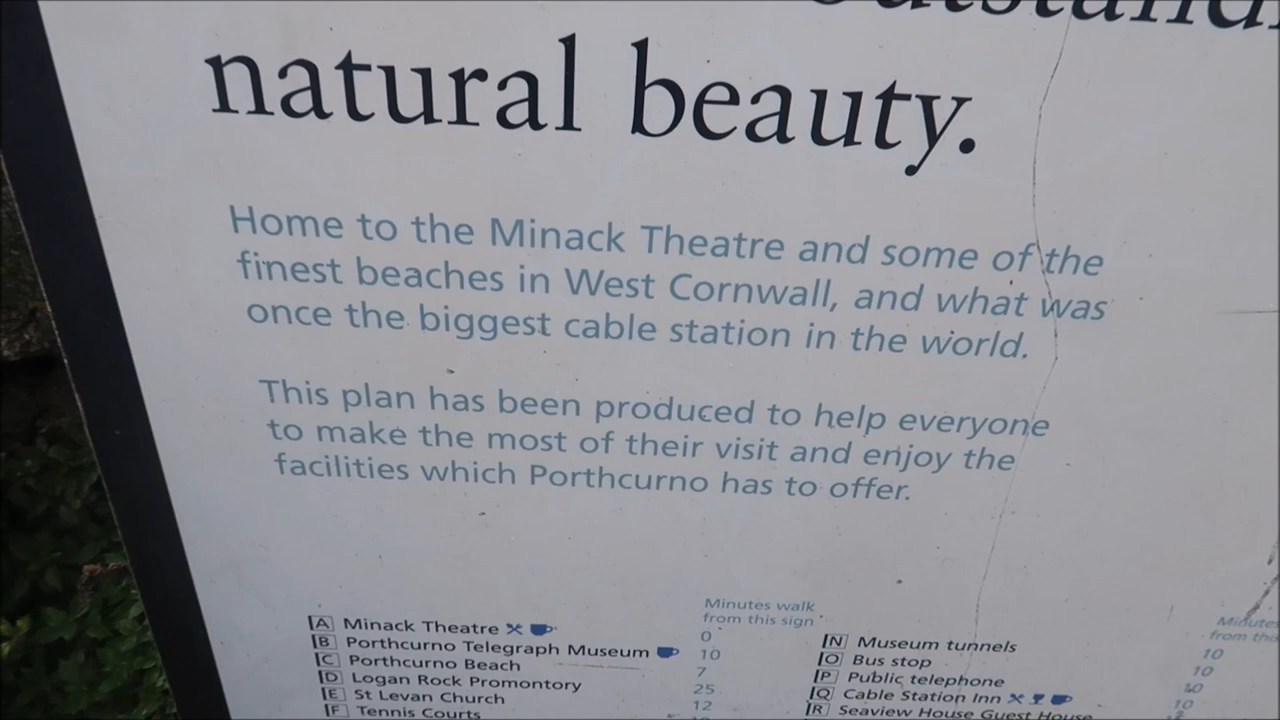 natural beauty.
Home to the Minack Theatre and some of the
finest beaches in West Cornwall, and what was
once the biggest cable station in the world.
This plan has been produced to help everyone
to make the most of their visit and enjoy the
facilities which Porthcurno has to offer.
Minutes walk
from this sign
A Minack Theatre 0
B Porthcurno Telegraph Museum 10
C Porthcurno Beach 7
D Logan Rock Promontory 25
E St Levan Church 12
F Tennis Courts
Minutes
from this
N Museum tunnels 10
O Bus stop 10
P Public telephone 10
Q Cable Station Inn 10
R Seaview House Guest House